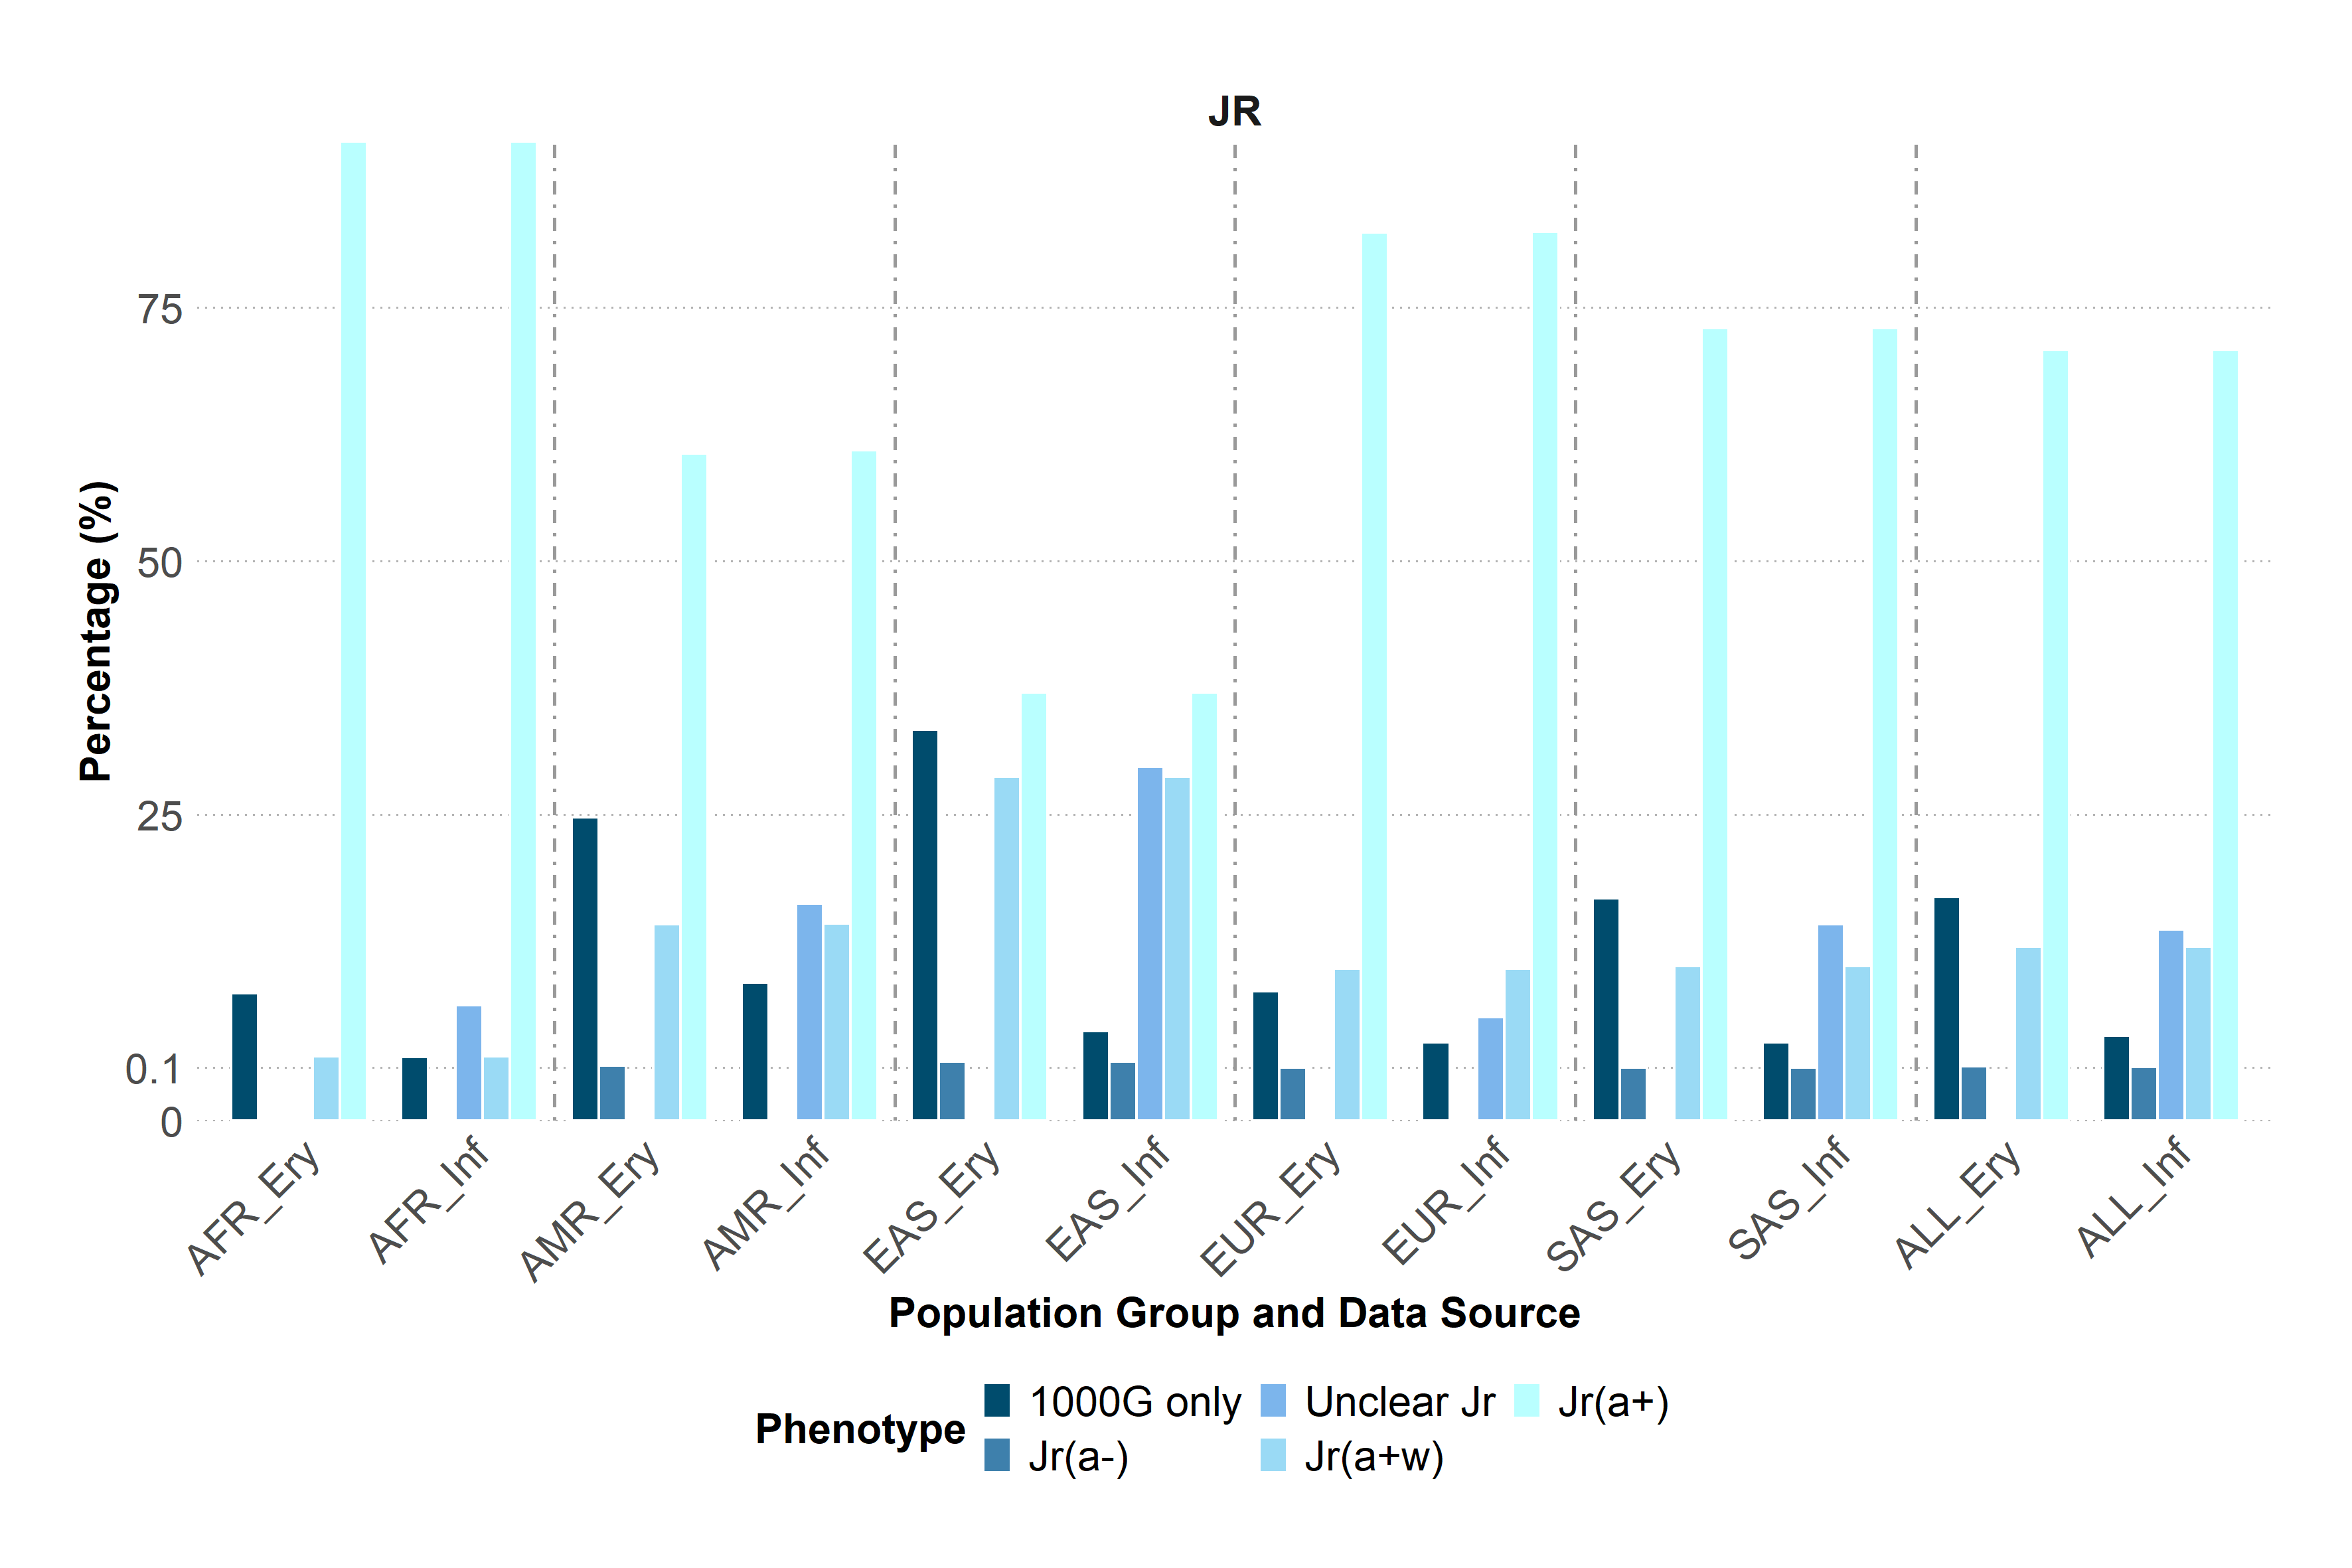 JR
Percentage (%)
75
50
25
0.1
0
AFR_Ery
AFR_Inf
AMR_Ery
AMR_Inf
EAS_Ery
EAS_Inf
EUR_Ery
EUR_Inf
SAS_Ery
SAS_Inf
ALL_Ery
ALL_Inf
Population Group and Data Source
Phenotype
1000G only
Unclear Jr
Jr(a+)
Jr(a-)
Jr(a+w)